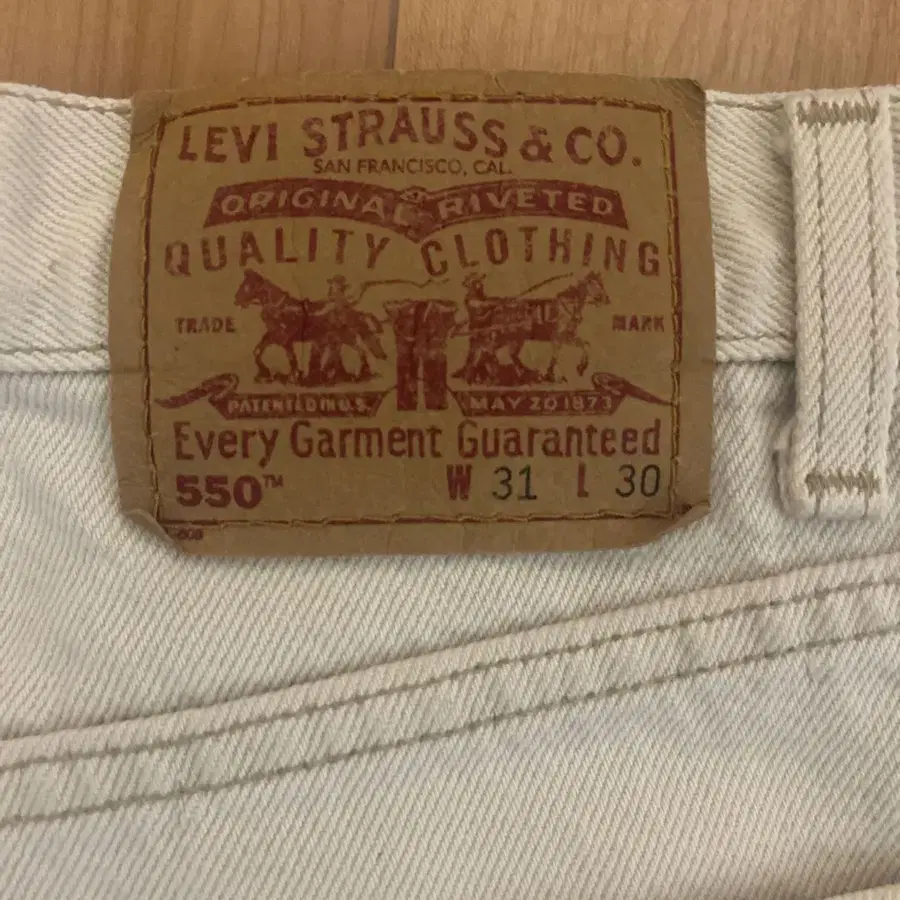 LEVI STRAUSS & CO.
SAN FRANCISCO, CAL.
ORIGINAL RIVETED
QUALITY CLOTHING
TRADE MARK
PATENTED IN U.S. MAY 20 1873
Every Garment Guaranteed
550™ W 31 L 30